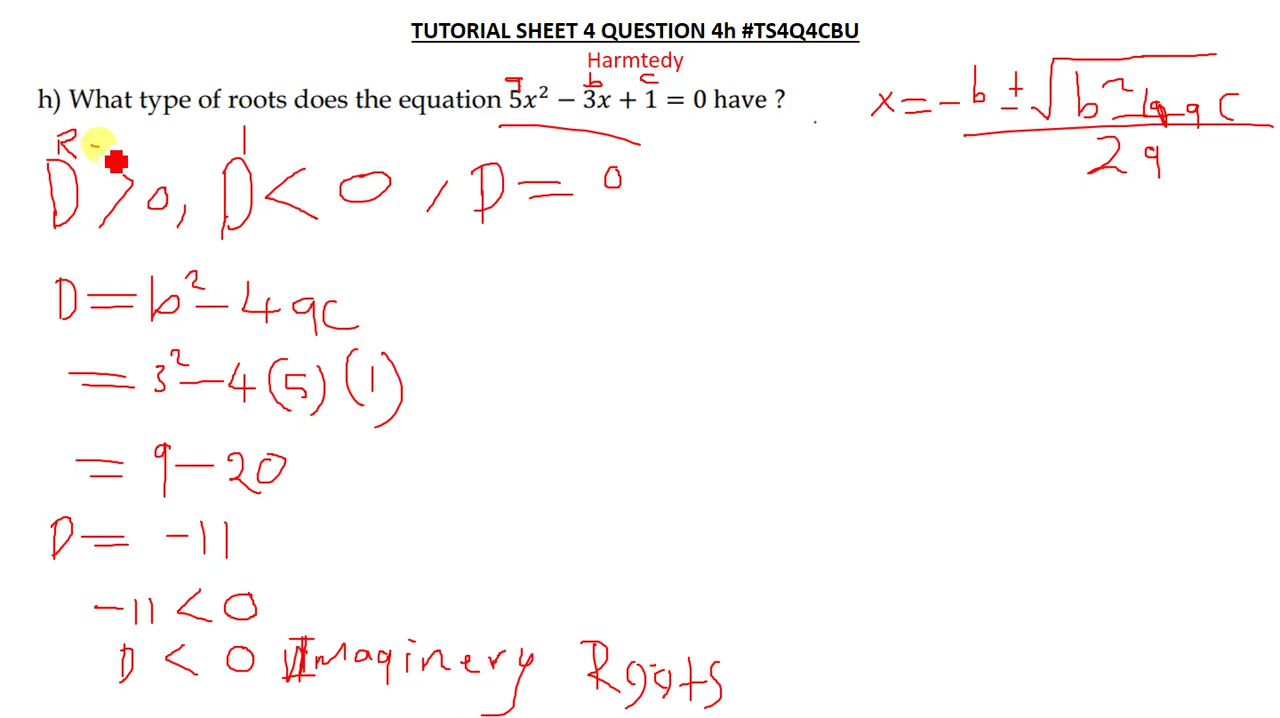 TUTORIAL SHEET 4 QUESTION 4h #TS4Q4CBU
Harmtedy
a b c
h) What type of roots does the equation 5x² − 3x + 1 = 0 have ?
x = -b ± √(b² - 4ac) / 2a
R - I
D > 0, D < 0, D = 0
D = b² - 4ac
= 3² - 4(5)(1)
= 9 - 20
D = -11
-11 < 0
D < 0 Imaginery Roots